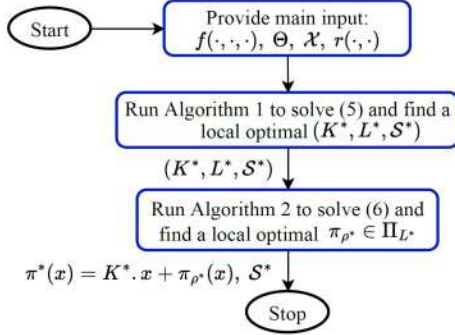 Start
Provide main input:
f(·,·,·), Θ, 𝒳, r(·,·)
Run Algorithm 1 to solve (5) and find a
local optimal (K*, L*, 𝒮*)
(K*, L*, 𝒮*)
Run Algorithm 2 to solve (6) and
find a local optimal π_ρ* ∈ Π_L*
π*(x) = K*. x + π_ρ*(x), 𝒮*
Stop